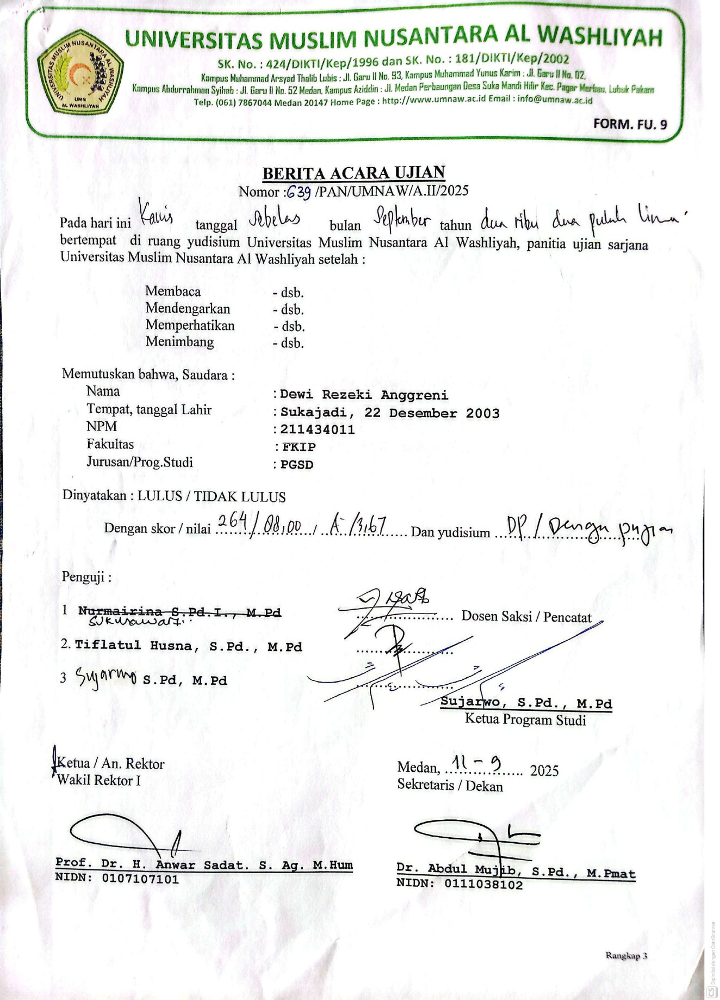 UNIVERSITAS MUSLIM NUSANTARA AL WASHLIYAH
UMN
AL WASHLIYAH
UNIVERSITAS MUSLIM NUSANTARA AL WASHLIYAH
SK. No. : 424/DIKTI/Kep/1996 dan SK. No. : 181/DIKTI/Kep/2002
Kampus Muhammad Arsyad Thalib Lubis : Jl. Garu II No. 93, Kampus Muhammad Yunus Karim : Jl. Garu II No. 02,
Kampus Abdurrahman Syihab : Jl. Garu II No. 52 Medan, Kampus Aziddin : Jl. Medan Perbaungan Desa Suka Mandi Hilir Kec. Pagar Merbau, Lubuk Pakam
Telp. (061) 7867044 Medan 20147 Home Page : http://www.umnaw.ac.id Email : info@umnaw.ac.id
FORM. FU. 9
BERITA ACARA UJIAN
Nomor :639 /PAN/UMNAW/A.II/2025
Pada hari ini Kamis tanggal sebelas bulan September tahun dua ribu dua puluh lima
bertempat di ruang yudisium Universitas Muslim Nusantara Al Washliyah, panitia ujian sarjana
Universitas Muslim Nusantara Al Washliyah setelah :
Membaca - dsb.
Mendengarkan - dsb.
Memperhatikan - dsb.
Menimbang - dsb.
Memutuskan bahwa, Saudara :
Nama : Dewi Rezeki Anggreni
Tempat, tanggal Lahir : Sukajadi, 22 Desember 2003
NPM : 211434011
Fakultas : FKIP
Jurusan/Prog.Studi : PGSD
Dinyatakan : LULUS / TIDAK LULUS
Dengan skor / nilai 264 / 88,00 / A- /3,67 Dan yudisium DP / Dengan pujian
Penguji :
1 Nurmairina S.Pd.I., M.Pd ............ Dosen Saksi / Pencatat
Sukmawarti
2. Tiflatul Husna, S.Pd., M.Pd ............
3 Sujarwo S.Pd, M.Pd ............
Sujarwo, S.Pd., M.Pd
Ketua Program Studi
Ketua / An. Rektor
Wakil Rektor I
Medan, 11 - 9 2025
Sekretaris / Dekan
Prof. Dr. H. Anwar Sadat. S. Ag. M.Hum
NIDN: 0107107101
Dr. Abdul Mujib, S.Pd., M.Pmat
NIDN: 0111038102
Rangkap 3
CS Dipindai dengan CamScanner